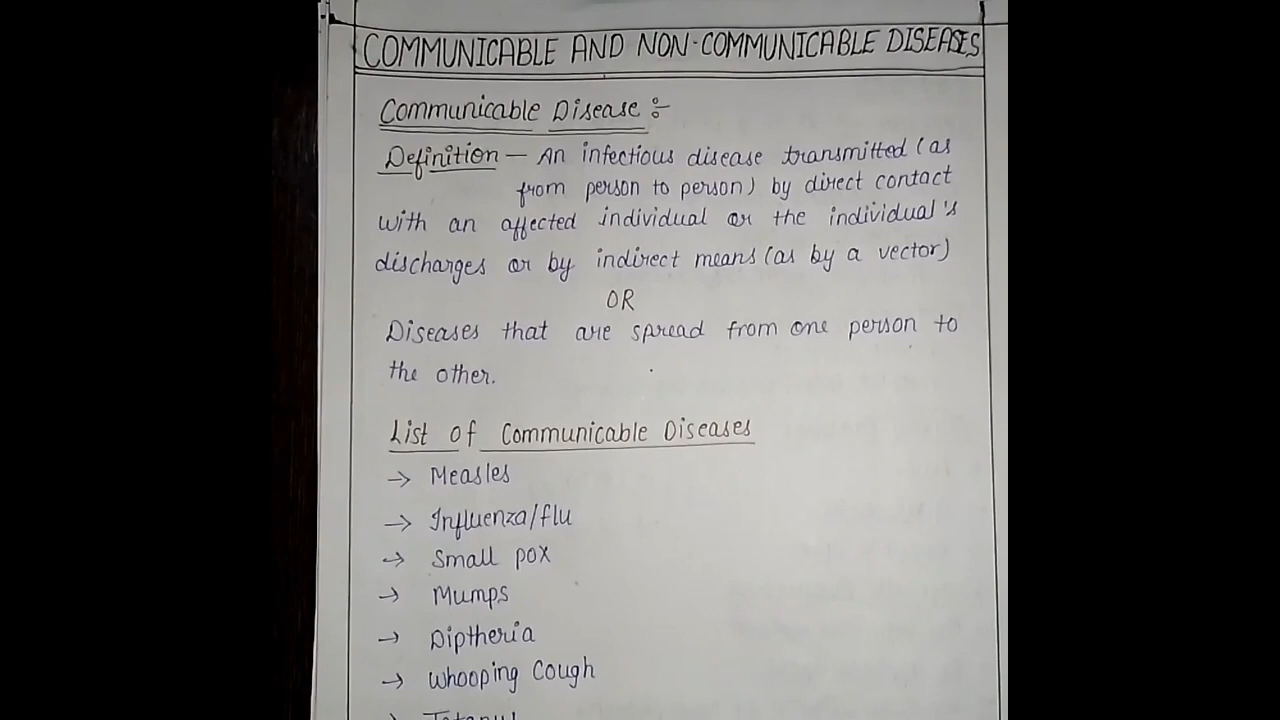 COMMUNICABLE AND NON-COMMUNICABLE DISEASES
Communicable Disease :-
Definition — An infectious disease transmitted (as
from person to person) by direct contact
with an affected individual or the individual's
discharges or by indirect means (as by a vector)
OR
Diseases that are spread from one person to
the other.
List of Communicable Diseases
→ Measles
→ Influenza/flu
→ Small pox
→ Mumps
→ Diptheria
→ Whooping Cough